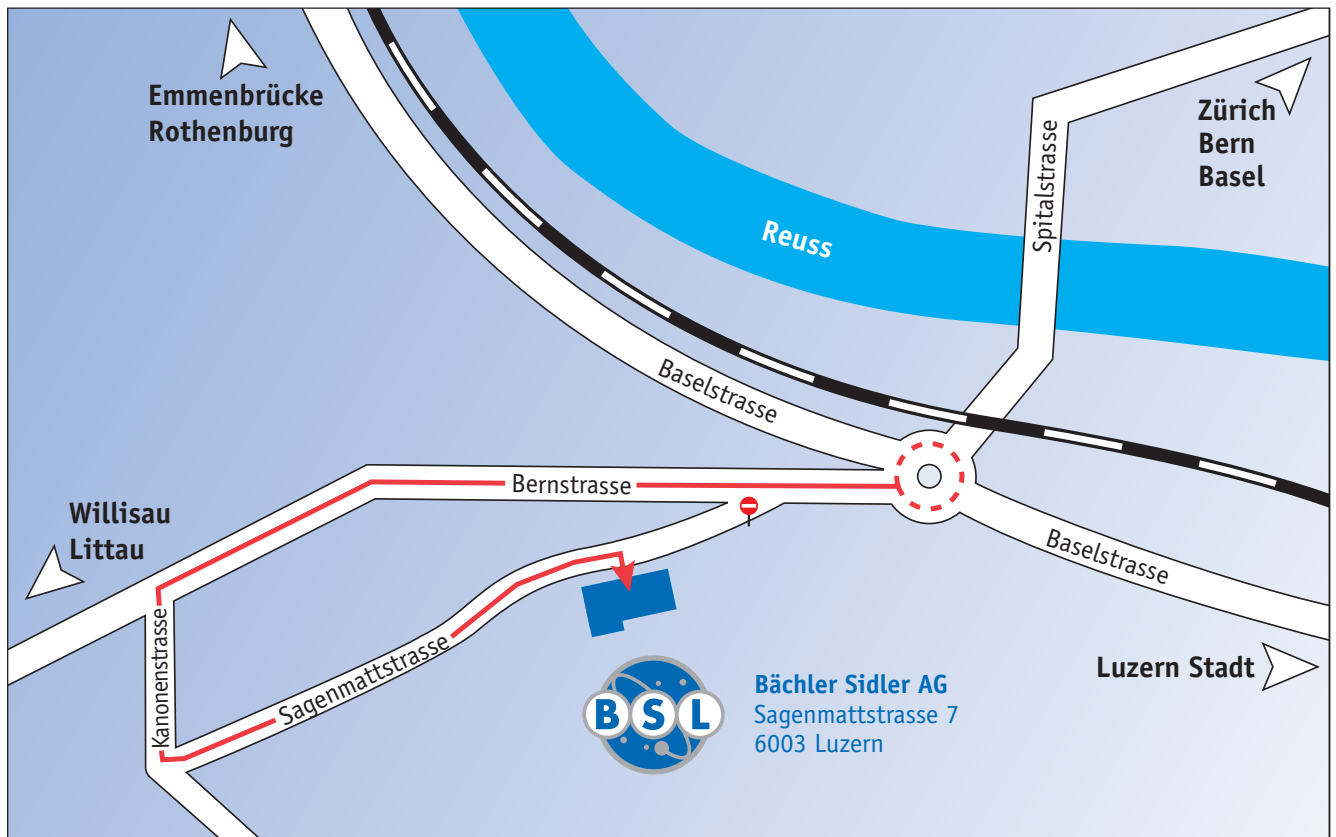 Emmenbrücke
Rothenburg
Zürich
Bern
Basel
Spitalstrasse
Reuss
Baselstrasse
Bernstrasse
Willisau
Littau
Baselstrasse
Kanonenstrasse
Sagenmattstrasse
Luzern Stadt
BSL
Bächler Sidler AG
Sagenmattstrasse 7
6003 Luzern